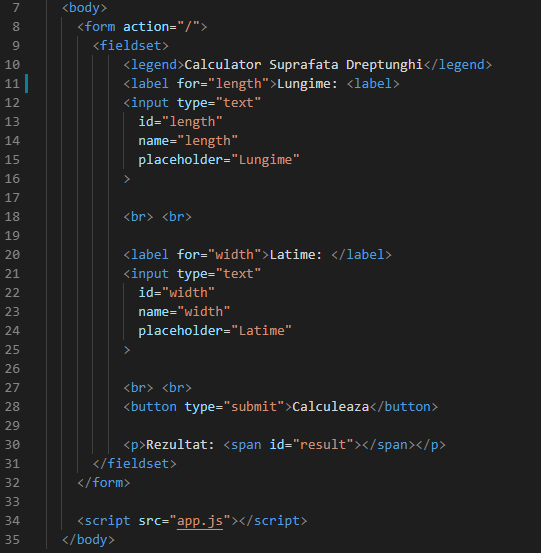 7 <body>
8 <form action="/">
9 <fieldset>
10 <legend>Calculator Suprafata Dreptunghi</legend>
11 <label for="length">Lungime: <label>
12 <input type="text"
13 id="length"
14 name="length"
15 placeholder="Lungime"
16 >
17
18 <br> <br>
19
20 <label for="width">Latime: </label>
21 <input type="text"
22 id="width"
23 name="width"
24 placeholder="Latime"
25 >
26
27 <br> <br>
28 <button type="submit">Calculeaza</button>
29
30 <p>Rezultat: <span id="result"></span></p>
31 </fieldset>
32 </form>
33
34 <script src="app.js"></script>
35 </body>